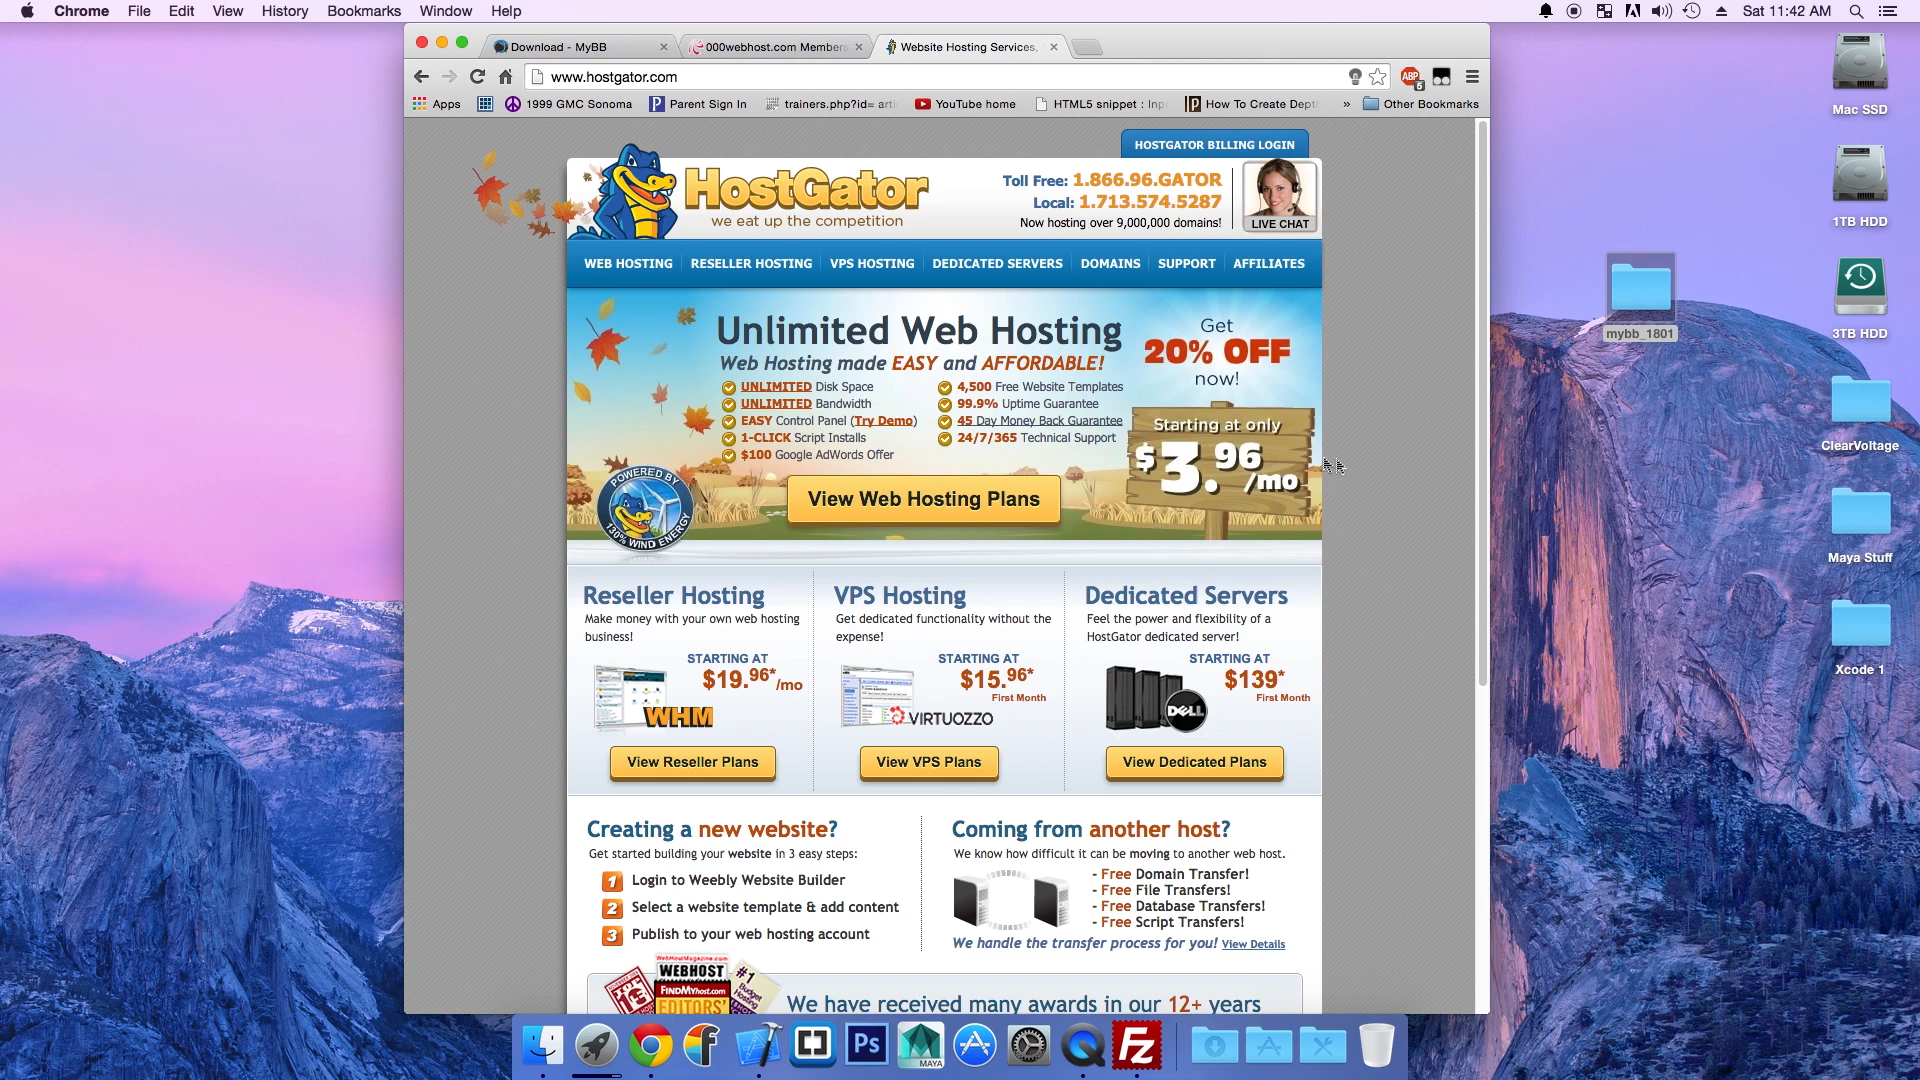 Chrome File Edit View History Bookmarks Window Help
Sat 11:42 AM
Download - MyBB
000webhost.com Members
Website Hosting Services,
www.hostgator.com
ABP 5
Apps
1999 GMC Sonoma
Parent Sign In
trainers.php?id= arti
YouTube home
HTML5 snippet : Inp
How To Create Dept
» Other Bookmarks
HOSTGATOR BILLING LOGIN
HostGator
we eat up the competition
Toll Free: 1.866.96.GATOR
Local: 1.713.574.5287
Now hosting over 9,000,000 domains!
LIVE CHAT
WEB HOSTING RESELLER HOSTING VPS HOSTING DEDICATED SERVERS DOMAINS SUPPORT AFFILIATES
Unlimited Web Hosting
Web Hosting made EASY and AFFORDABLE!
UNLIMITED Disk Space
UNLIMITED Bandwidth
EASY Control Panel (Try Demo)
1-CLICK Script Installs
$100 Google AdWords Offer
4,500 Free Website Templates
99.9% Uptime Guarantee
45 Day Money Back Guarantee
24/7/365 Technical Support
Get
20% OFF
now!
Starting at only
$3.96/mo
POWERED BY
130% WIND ENERGY
View Web Hosting Plans
Reseller Hosting
Make money with your own web hosting
business!
STARTING AT
$19.96*/mo
WHM
View Reseller Plans
VPS Hosting
Get dedicated functionality without the
expense!
STARTING AT
$15.96*
First Month
VIRTUOZZO
View VPS Plans
Dedicated Servers
Feel the power and flexibility of a
HostGator dedicated server!
STARTING AT
$139*
First Month
DELL
View Dedicated Plans
Creating a new website?
Get started building your website in 3 easy steps:
1 Login to Weebly Website Builder
2 Select a website template & add content
3 Publish to your web hosting account
Coming from another host?
We know how difficult it can be moving to another web host.
- Free Domain Transfer!
- Free File Transfers!
- Free Database Transfers!
- Free Script Transfers!
We handle the transfer process for you! View Details
WebHostMagazine.com
WEBHOST
FINDMYhost.com
EDITORS'
#1
Budget
Hosting
We have received many awards in our 12+ years
Mac SSD
1TB HDD
mybb_1801
3TB HDD
ClearVoltage
Maya Stuff
Xcode 1
Ps
MAYA
Fz